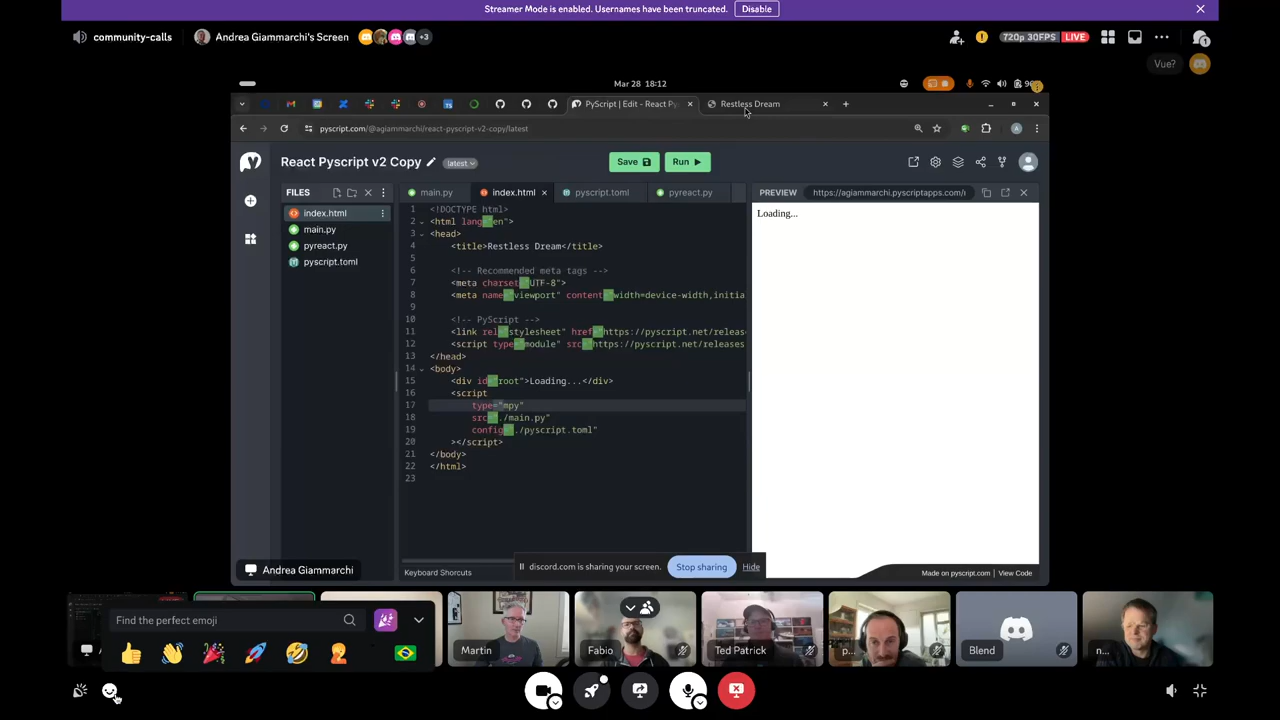 Streamer Mode is enabled. Usernames have been truncated.
Disable
community-calls
Andrea Giammarchi's Screen
+3
720p 30FPS
LIVE
1
Vue?
Mar 28 18:12
PyScript | Edit - React Py
Restless Dream
pyscript.com/@agiammarchi/react-pyscript-v2-copy/latest
React Pyscript v2 Copy
latest
Save
Run
FILES
index.html
main.py
pyreact.py
pyscript.toml
main.py
index.html
pyscript.toml
pyreact.py
1 <!DOCTYPE html>
2 <html lang="en">
3 <head>
4 <title>Restless Dream</title>
5
6 <!-- Recommended meta tags -->
7 <meta charset="UTF-8">
8 <meta name="viewport" content="width=device-width,initia
9
10 <!-- PyScript -->
11 <link rel="stylesheet" href="https://pyscript.net/releas
12 <script type="module" src="https://pyscript.net/releases
13 </head>
14 <body>
15 <div id="root">Loading...</div>
16 <script
17 type="mpy"
18 src="./main.py"
19 config="./pyscript.toml"
20 ></script>
21 </body>
22 </html>
23
Keyboard Shorcuts
PREVIEW
https://agiammarchi.pyscriptapps.com/r
Loading...
Made on pyscript.com | View Code
discord.com is sharing your screen.
Stop sharing
Hide
Andrea Giammarchi
Find the perfect emoji
A
Martin
Fabio
Ted Patrick
p...
Blend
n...